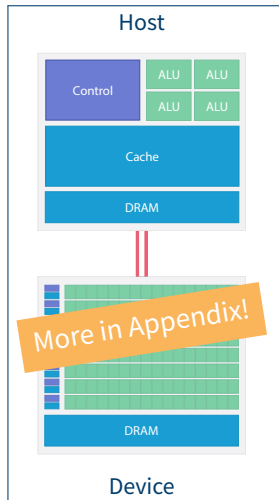 Host
Control
ALU ALU
ALU ALU
Cache
DRAM
More in Appendix!
DRAM
Device